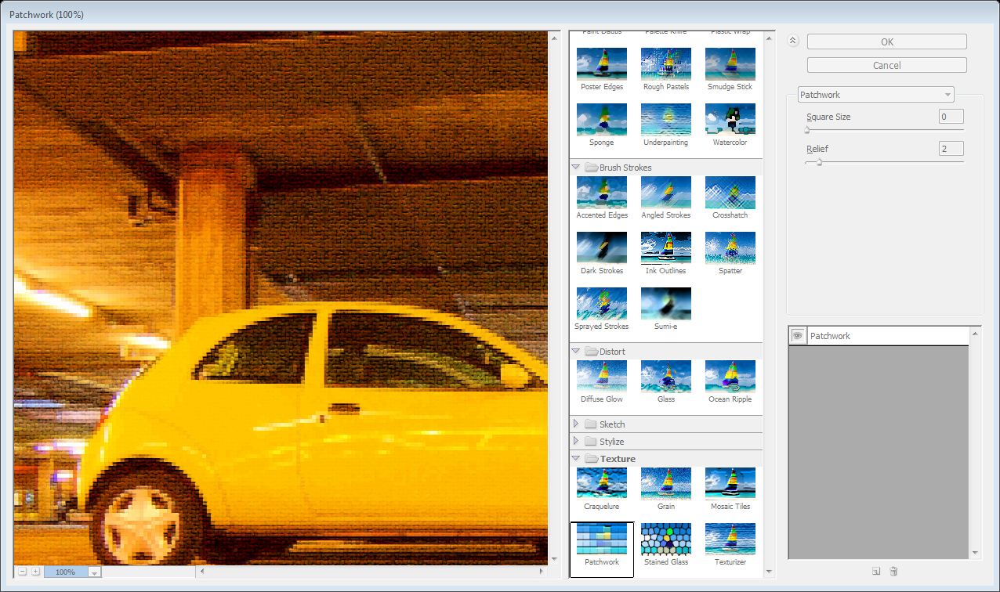 Patchwork (100%)
Paint Daubs Palette Knife Plastic Wrap
Poster Edges Rough Pastels Smudge Stick
Sponge Underpainting Watercolor
Brush Strokes
Accented Edges Angled Strokes Crosshatch
Dark Strokes Ink Outlines Spatter
Sprayed Strokes Sumi-e
Distort
Diffuse Glow Glass Ocean Ripple
Sketch
Stylize
Texture
Craquelure Grain Mosaic Tiles
Patchwork Stained Glass Texturizer
100%
OK
Cancel
Patchwork
Square Size 0
Relief 2
Patchwork